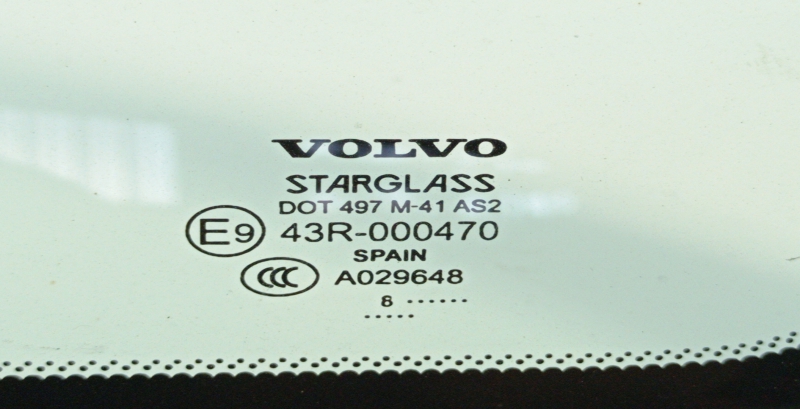 VOLVO
STARGLASS
DOT 497 M-41 AS2
E9 43R-000470
SPAIN
CCC A029648
8 ......
.....